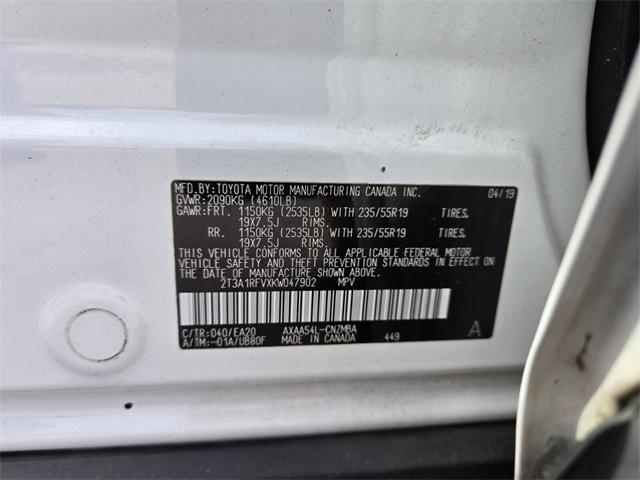 MFD. BY: TOYOTA MOTOR MANUFACTURING CANADA INC. 04/19
GVWR: 2090KG (4610LB)
GAWR: FRT. 1150KG (2535LB) WITH 235/55R19 TIRES,
19X7.5J RIMS.
RR. 1150KG (2535LB) WITH 235/55R19 TIRES,
19X7.5J RIMS.
THIS VEHICLE CONFORMS TO ALL APPLICABLE FEDERAL MOTOR
VEHICLE SAFETY AND THEFT PREVENTION STANDARDS IN EFFECT ON
THE DATE OF MANUFACTURE SHOWN ABOVE.
2T3A1RFVXKW047902 MPV
C/TR: 040/EA20 AXAA54L-CNZMBA A
A/TM: -01A/UB80F MADE IN CANADA 449